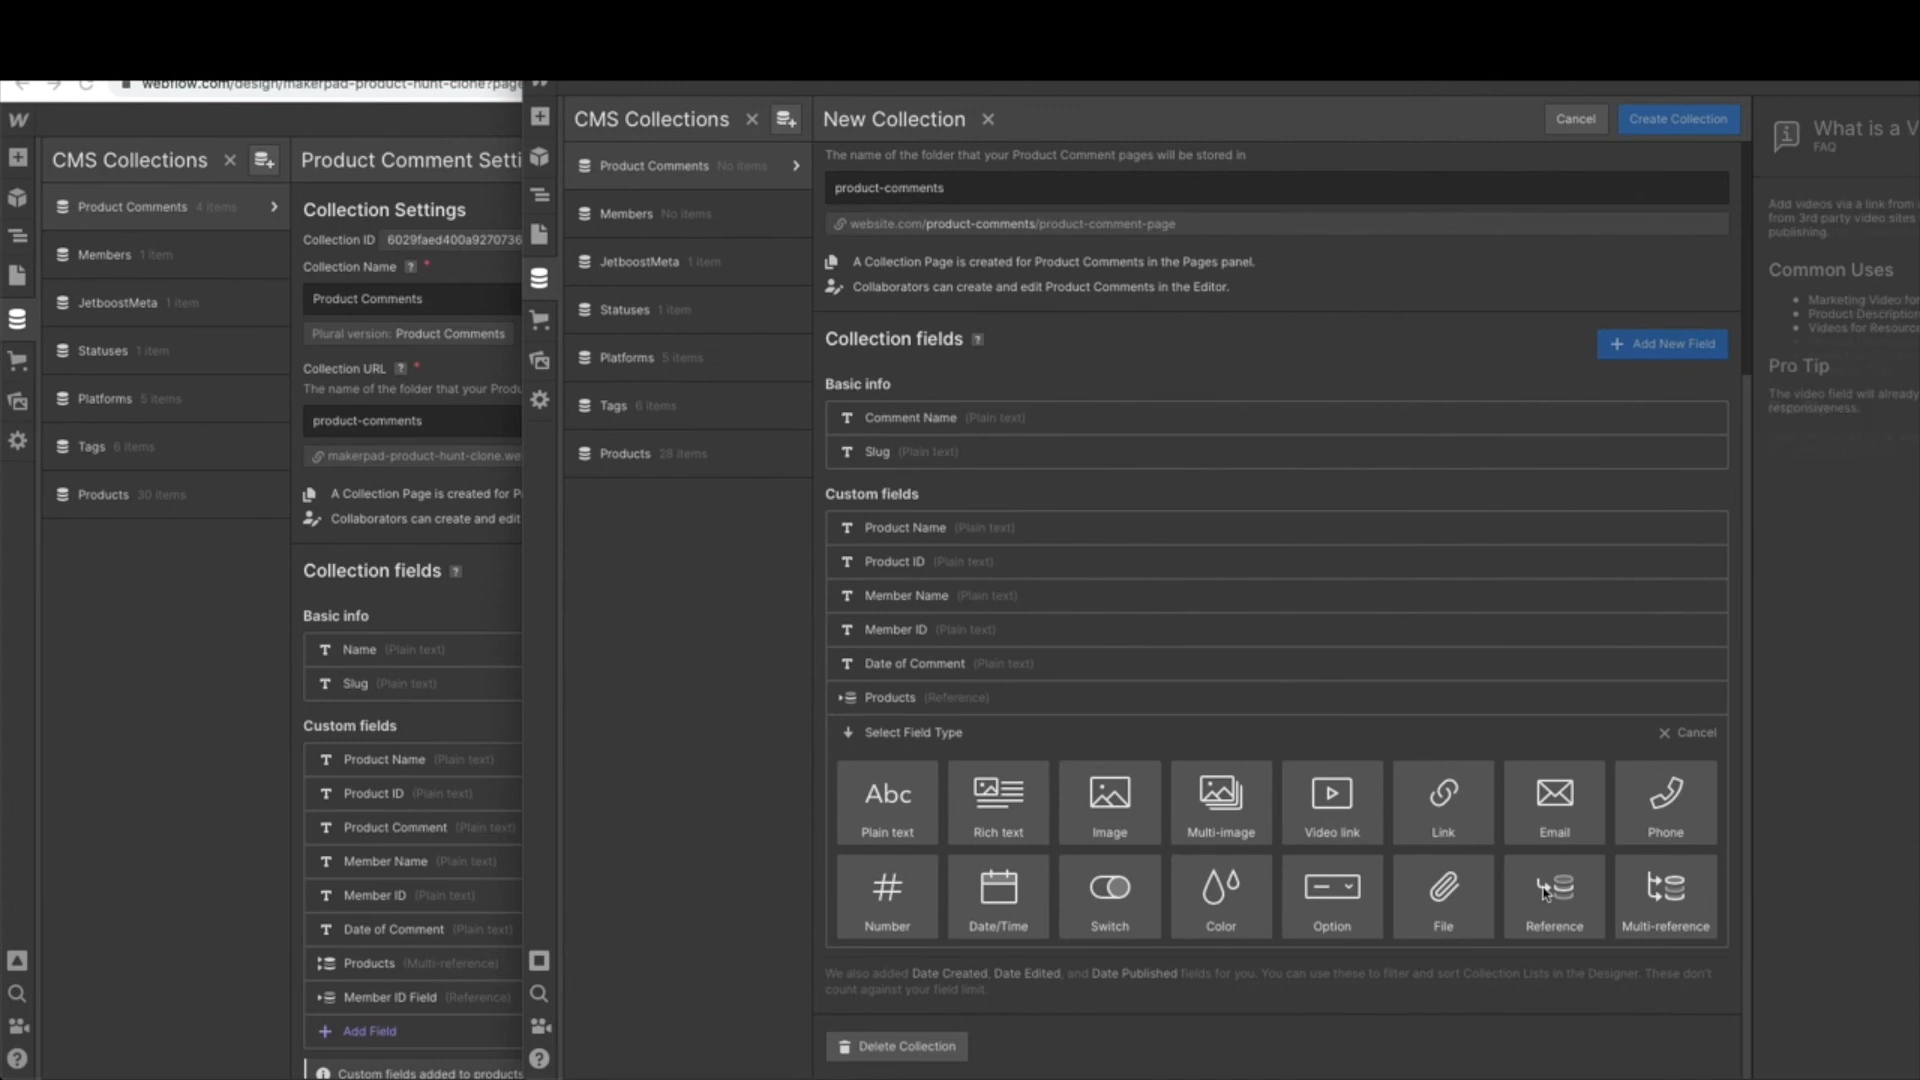 webflow.com/design/makerpad-product-hunt-clone?page
CMS Collections
Product Comments 4 items
Members 1 item
JetboostMeta 1 item
Statuses 1 item
Platforms 5 items
Tags 6 items
Products 30 items
Product Comment Setti
Collection Settings
Collection ID 6029faed400a9270736
Collection Name ? *
Product Comments
Plural version: Product Comments
Collection URL ? *
The name of the folder that your Produ
product-comments
makerpad-product-hunt-clone.we
A Collection Page is created for P
Collaborators can create and edit
Collection fields ?
Basic info
Name (Plain text)
Slug (Plain text)
Custom fields
Product Name (Plain text)
Product ID (Plain text)
Product Comment (Plain text)
Member Name (Plain text)
Member ID (Plain text)
Date of Comment (Plain text)
Products (Multi-reference)
Member ID Field (Reference)
+ Add Field
Custom fields added to products
CMS Collections
Product Comments No items
Members No items
JetboostMeta 1 item
Statuses 1 item
Platforms 5 items
Tags 6 items
Products 28 items
New Collection
Cancel
Create Collection
The name of the folder that your Product Comment pages will be stored in
product-comments
website.com/product-comments/product-comment-page
A Collection Page is created for Product Comments in the Pages panel.
Collaborators can create and edit Product Comments in the Editor.
Collection fields ?
+ Add New Field
Basic info
Comment Name (Plain text)
Slug (Plain text)
Custom fields
Product Name (Plain text)
Product ID (Plain text)
Member Name (Plain text)
Member ID (Plain text)
Date of Comment (Plain text)
Products (Reference)
Select Field Type
Cancel
Abc
Plain text
Rich text
Image
Multi-image
Video link
Link
Email
Phone
Number
Date/Time
Switch
Color
Option
File
Reference
Multi-reference
We also added Date Created, Date Edited, and Date Published fields for you. You can use these to filter and sort Collection Lists in the Designer. These don't
count against your field limit.
Delete Collection
What is a V
FAQ
Add videos via a link from
from 3rd party video sites
publishing.
Common Uses
Marketing Video for
Product Description
Videos for Resource
Pro Tip
The video field will already
responsiveness.